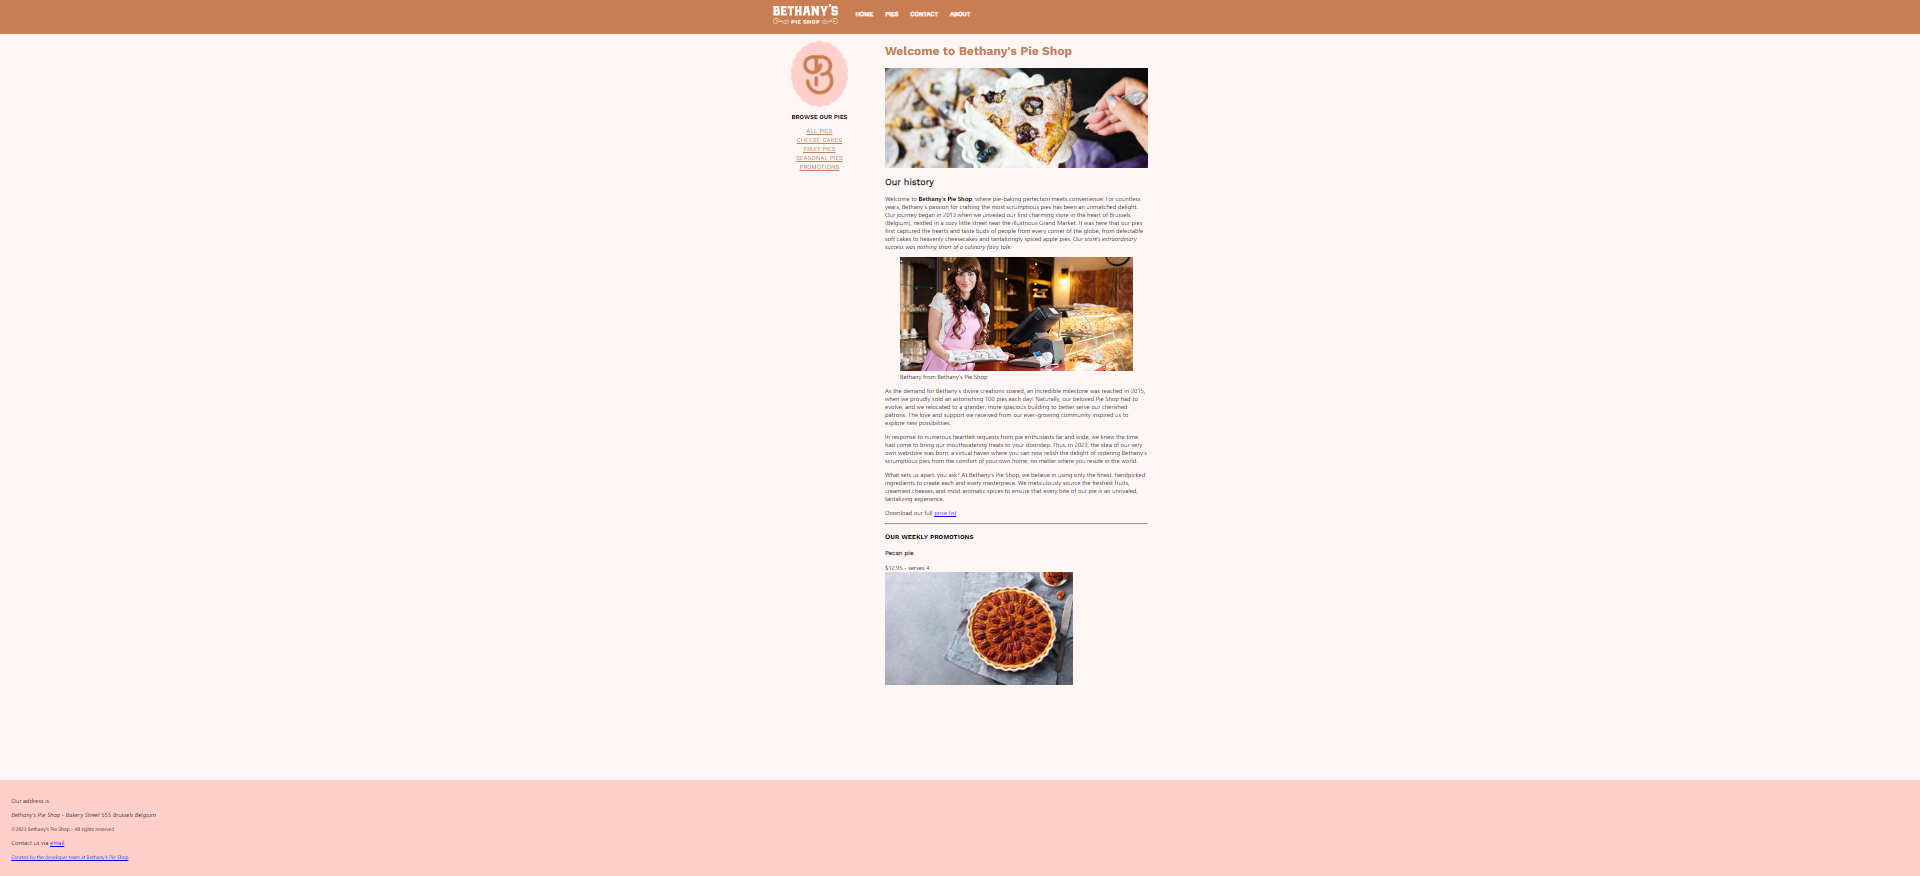 BETHANY'S
PIE SHOP
HOME PIES CONTACT ABOUT
B
BROWSE OUR PIES
ALL PIES
CHEESE CAKES
FRUIT PIES
SEASONAL PIES
PROMOTIONS
Welcome to Bethany's Pie Shop
Our history
Welcome to Bethany's Pie Shop, where pie-baking perfection meets convenience! For countless
years, Bethany's passion for crafting the most scrumptious pies has been an unmatched delight.
Our journey began in 2013 when we unveiled our first charming store in the heart of Brussels
(Belgium), nestled in a cozy little street near the illustrious Grand Market. It was here that our pies
first captured the hearts and taste buds of people from every corner of the globe, from delectable
soft cakes to heavenly cheesecakes and tantalizingly spiced apple pies. Our store's extraordinary
success was nothing short of a culinary fairy tale.
Bethany from Bethany's Pie Shop
As the demand for Bethany's divine creations soared, an incredible milestone was reached in 2015,
when we proudly sold an astonishing 100 pies each day! Naturally, our beloved Pie Shop had to
evolve, and we relocated to a grander, more spacious building to better serve our cherished
patrons. The love and support we received from our ever-growing community inspired us to
explore new possibilities.
In response to numerous heartfelt requests from pie enthusiasts far and wide, we knew the time
had come to bring our mouthwatering treats to your doorstep. Thus, in 2023, the idea of our very
own webstore was born: a virtual haven where you can now relish the delight of ordering Bethany's
scrumptious pies from the comfort of your own home, no matter where you reside in the world.
What sets us apart, you ask? At Bethany's Pie Shop, we believe in using only the finest, handpicked
ingredients to create each and every masterpiece. We meticulously source the freshest fruits,
creamiest cheeses, and most aromatic spices to ensure that every bite of our pie is an unrivaled,
tantalizing experience.
Download our full price list
OUR WEEKLY PROMOTIONS
Pecan pie
$12.95 - serves 4
Our address is
Bethany's Pie Shop - Bakery Street 555 Brussels Belgium
©2023 Bethany's Pie Shop - All rights reserved
Contact us via email
Created by the developer team at Bethany's Pie Shop